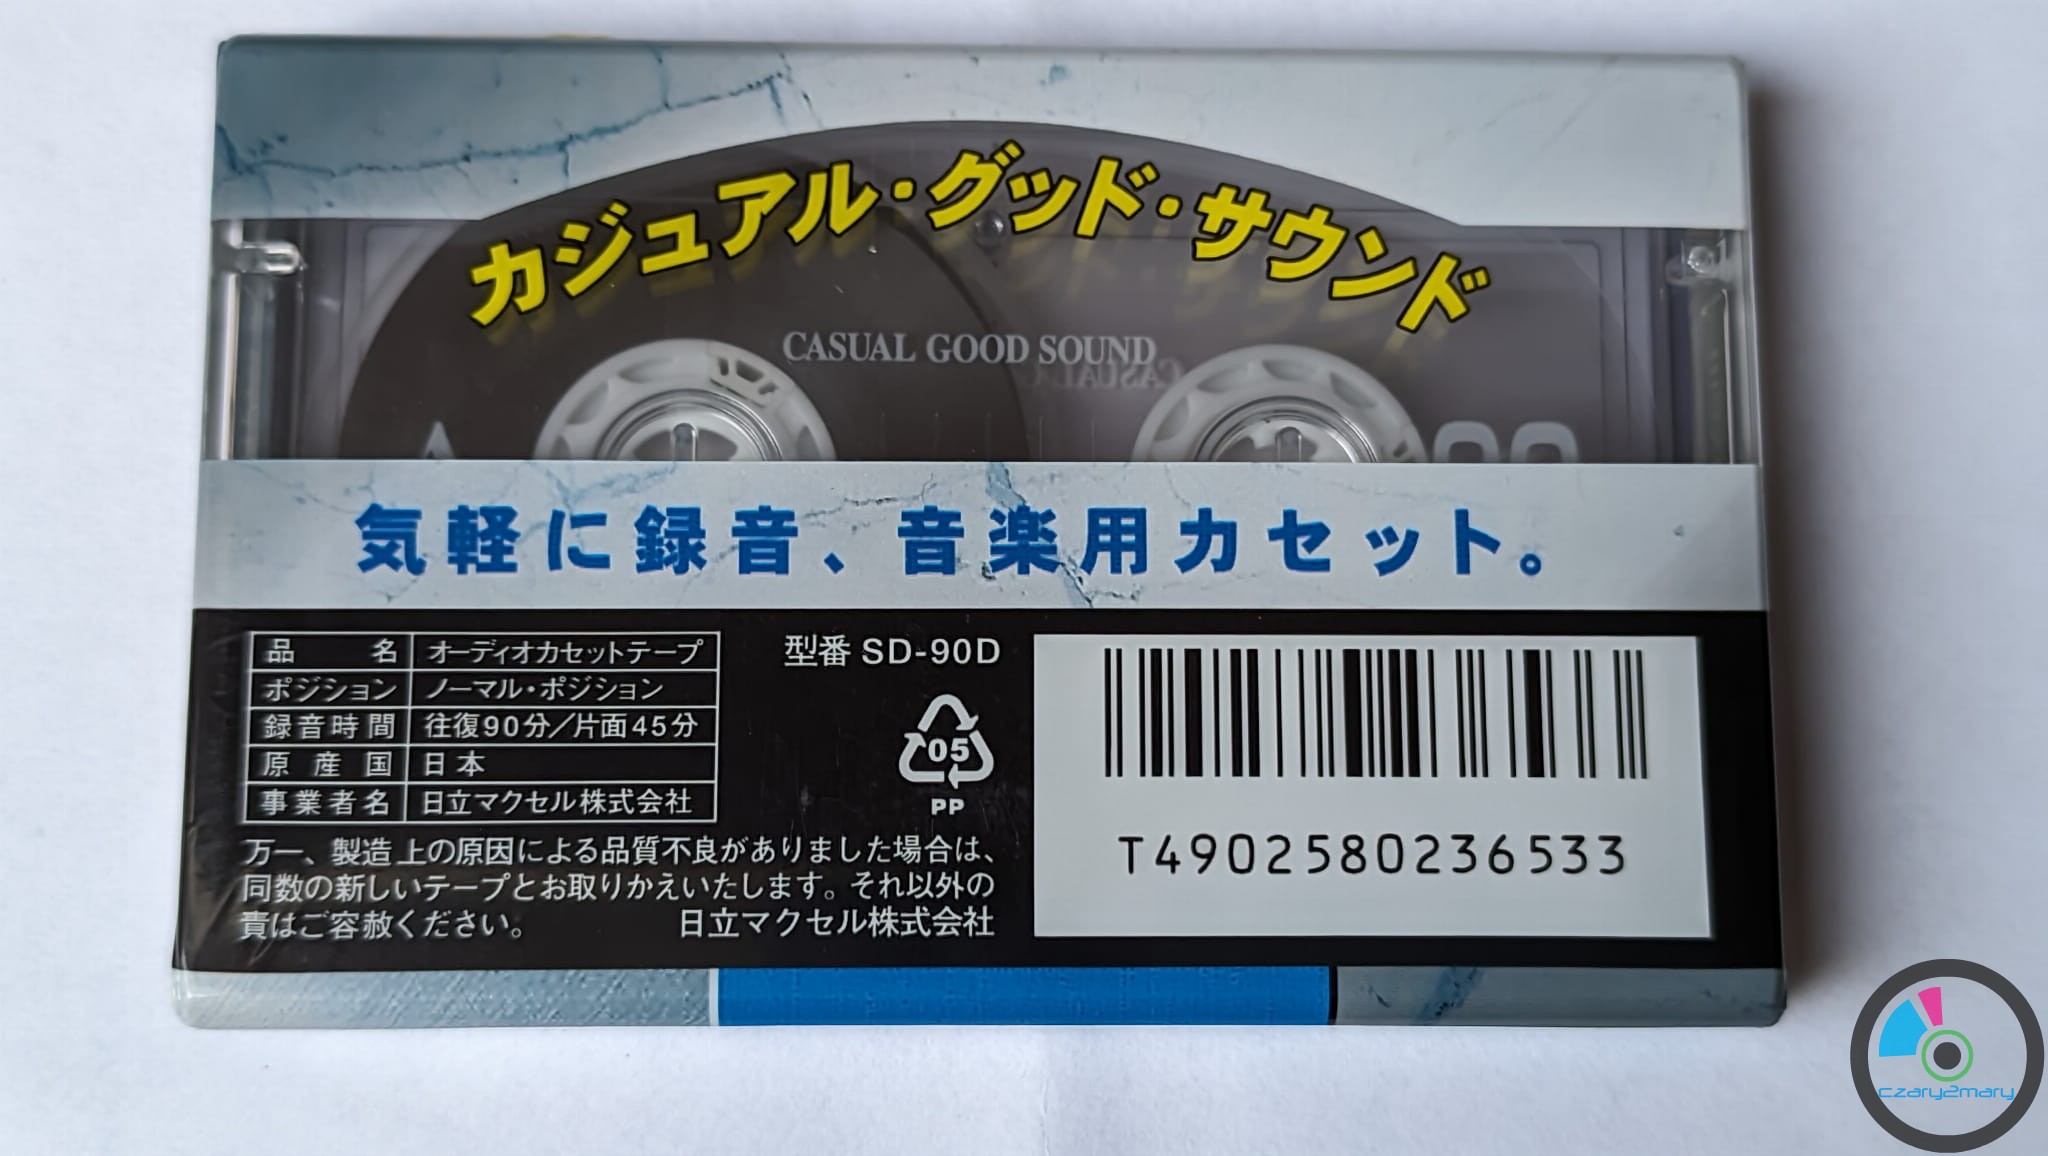 カジュアル・グッド・サウンド
CASUAL GOOD SOUND
気軽に録音、音楽用カセット。
品名 オーディオカセットテープ
ポジション ノーマル・ポジション
録音時間 往復90分/片面45分
原産国 日本
事業者名 日立マクセル株式会社
万一、製造上の原因による品質不良がありました場合は、
同数の新しいテープとお取りかえいたします。それ以外の
責はご容赦ください。 日立マクセル株式会社
型番 SD-90D
05
PP
T4902580236533
czary2mary